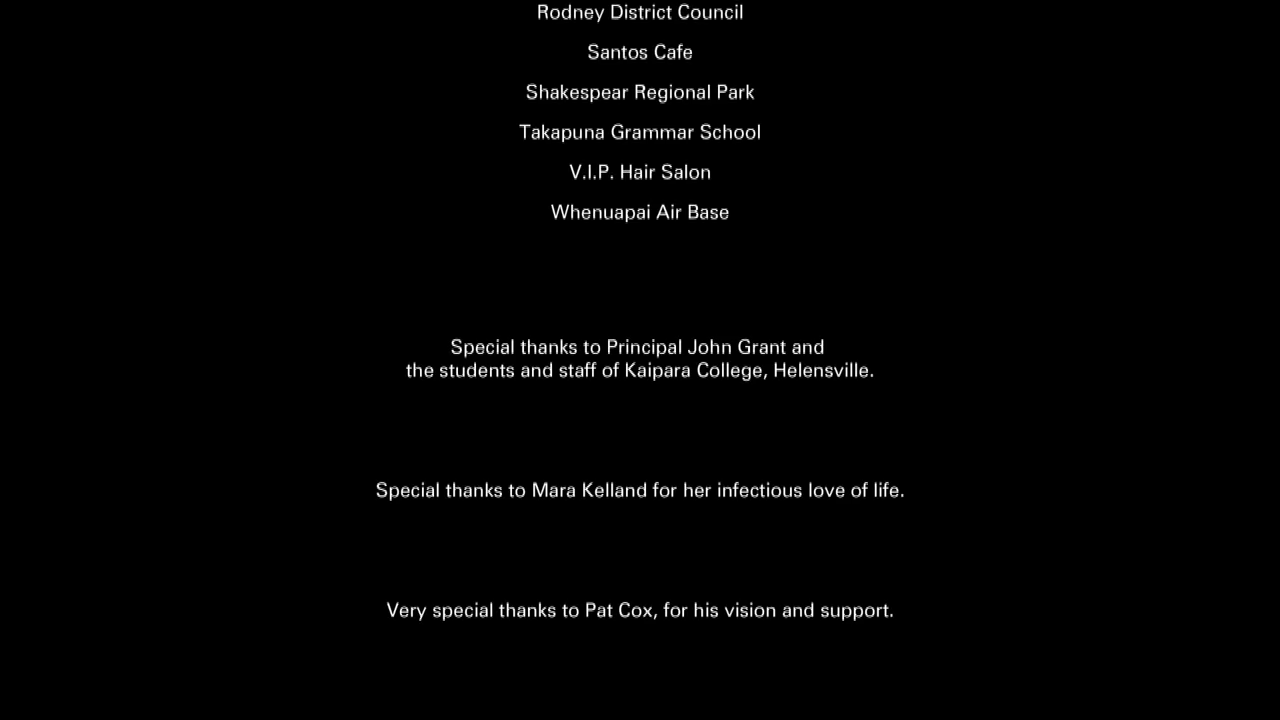 Rodney District Council
Santos Cafe
Shakespear Regional Park
Takapuna Grammar School
V.I.P. Hair Salon
Whenuapai Air Base
Special thanks to Principal John Grant and
the students and staff of Kaipara College, Helensville.
Special thanks to Mara Kelland for her infectious love of life.
Very special thanks to Pat Cox, for his vision and support.